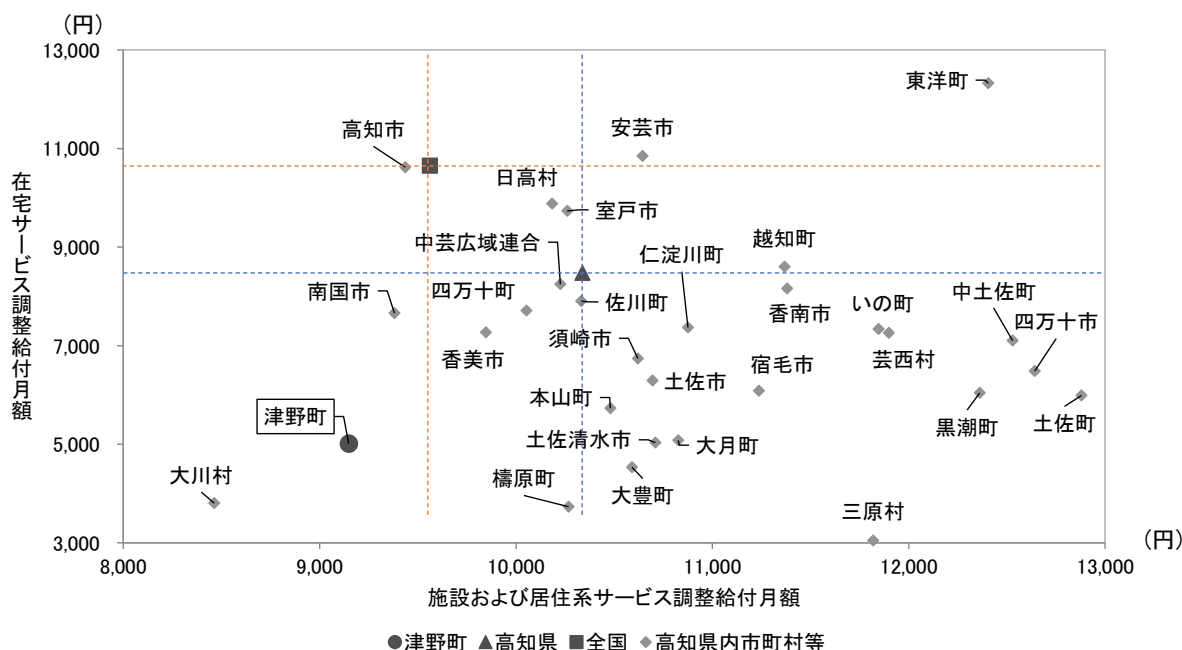 （円）
13,000
東洋町
高知市
安芸市
11,000
日高村
室戸市
中芸広域連合
仁淀川町
越知町
9,000
南国市
四万十町
佐川町
香南市
いの町
中土佐町
四万十市
須崎市
7,000
香美市
土佐市
宿毛市
芸西村
本山町
黒潮町
土佐町
津野町
5,000
土佐清水市
大月町
大川村
檮原町
大豊町
三原村
3,000
在宅サービス調整給付月額
8,000 9,000 10,000 11,000 12,000 13,000
（円）
施設および居住系サービス調整給付月額
津野町 高知県 全国 高知県内市町村等